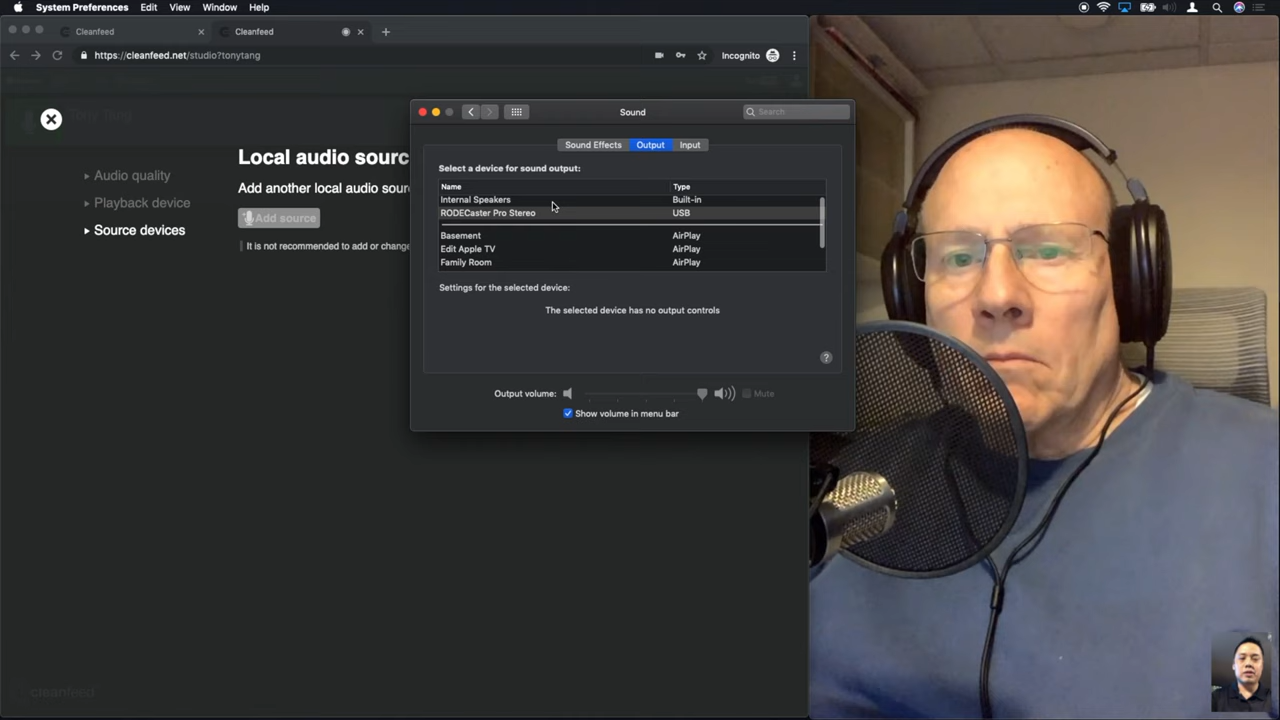 System Preferences Edit View Window Help
Cleanfeed
Cleanfeed
https://cleanfeed.net/studio?tonytang
Incognito
Tony Tang
Audio quality
Playback device
Source devices
Local audio sourc
Add another local audio sour
Add source
It is not recommended to add or change
Sound
Search
Sound Effects Output Input
Select a device for sound output:
Name Type
Internal Speakers Built-in
RODECaster Pro Stereo USB
Basement AirPlay
Edit Apple TV AirPlay
Family Room AirPlay
Settings for the selected device:
The selected device has no output controls
?
Output volume: Mute
Show volume in menu bar
cleanfeed